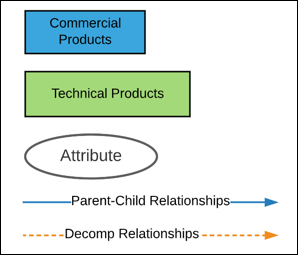 Commercial
Products
Technical Products
Attribute
Parent-Child Relationships
Decomp Relationships